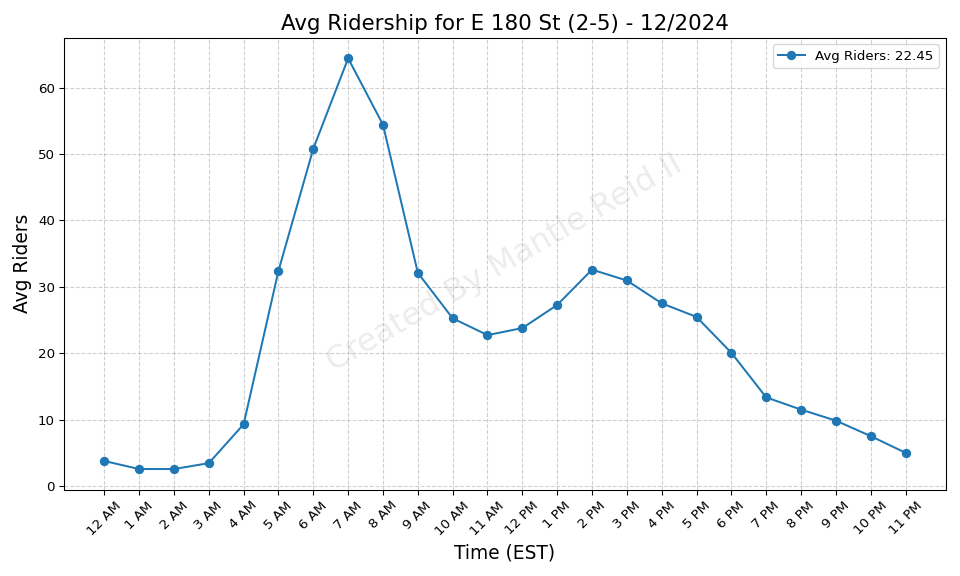 Avg Ridership for E 180 St (2-5) - 12/2024
Avg Riders: 22.45
Avg Riders
60
50
40
30
20
10
0
Created By Mantle Reid II
12 AM
1 AM
2 AM
3 AM
4 AM
5 AM
6 AM
7 AM
8 AM
9 AM
10 AM
11 AM
12 PM
1 PM
2 PM
3 PM
4 PM
5 PM
6 PM
7 PM
8 PM
9 PM
10 PM
11 PM
Time (EST)